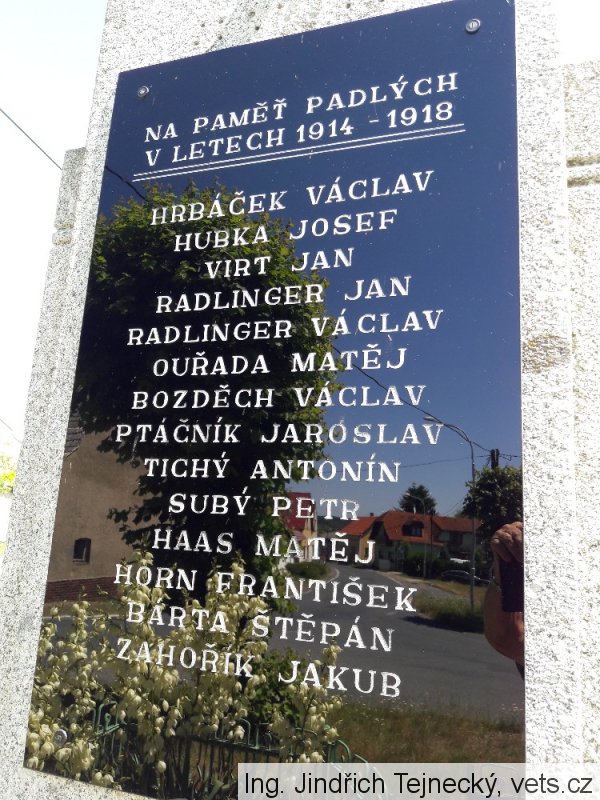 NA PAMĚŤ PADLÝCH
V LETECH 1914 - 1918
HRBÁČEK VÁCLAV
HUBKA JOSEF
VIRT JAN
RADLINGER JAN
RADLINGER VÁCLAV
OUŘADA MATĚJ
BOZDĚCH VÁCLAV
PTÁČNÍK JAROSLAV
TICHÝ ANTONÍN
SUBÝ PETR
HAAS MATĚJ
HORN FRANTIŠEK
BÁRTA ŠTĚPÁN
ZAHOŘÍK JAKUB
Ing. Jindřich Tejnecký, vets.cz